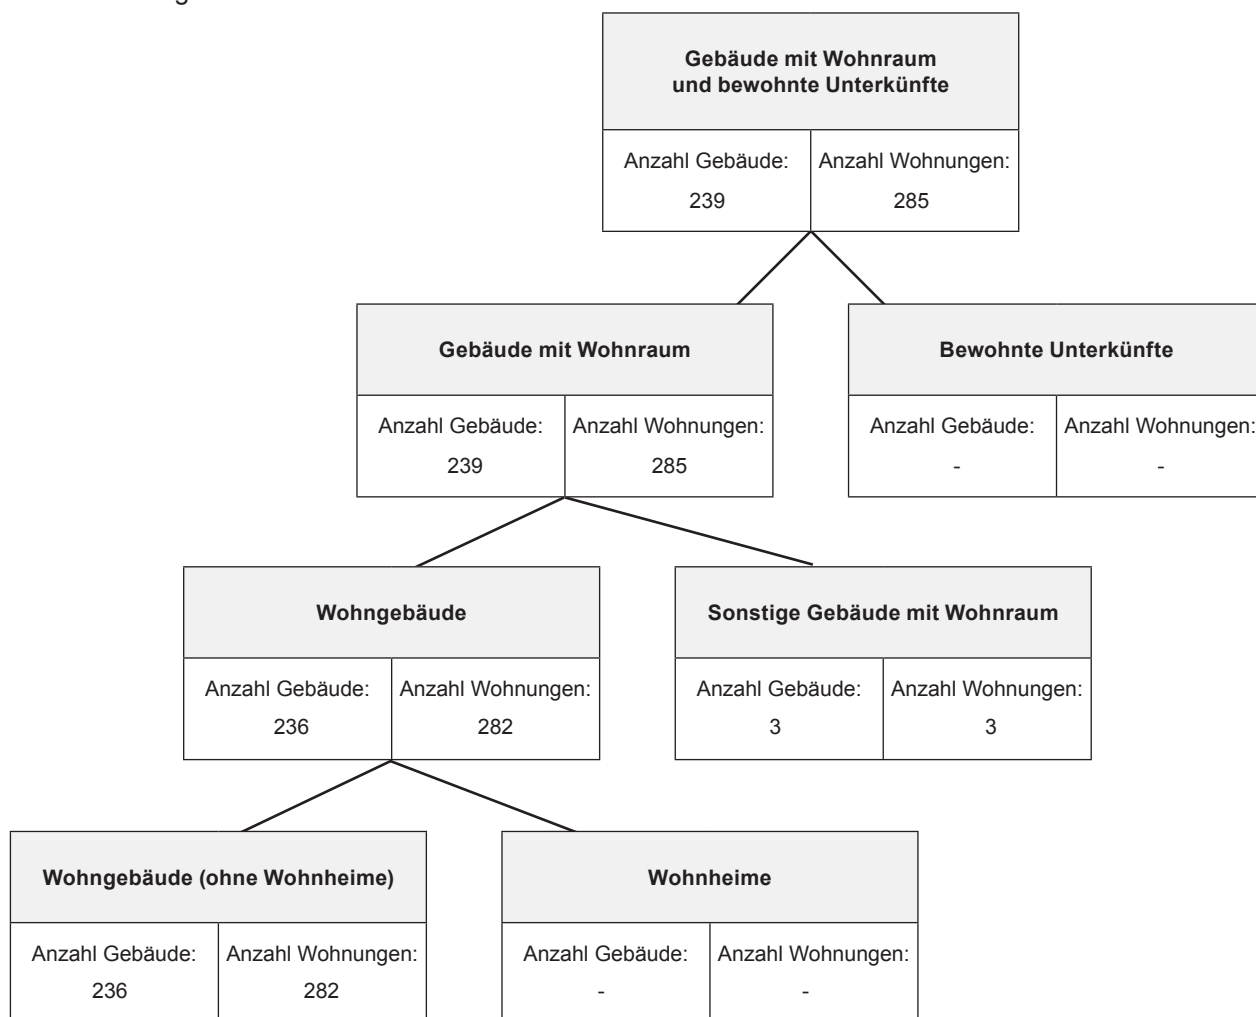 Gebäude mit Wohnraum
und bewohnte Unterkünfte
Anzahl Gebäude:
239
Anzahl Wohnungen:
285
Gebäude mit Wohnraum
Anzahl Gebäude:
239
Anzahl Wohnungen:
285
Bewohnte Unterkünfte
Anzahl Gebäude:
-
Anzahl Wohnungen:
-
Wohngebäude
Anzahl Gebäude:
236
Anzahl Wohnungen:
282
Sonstige Gebäude mit Wohnraum
Anzahl Gebäude:
3
Anzahl Wohnungen:
3
Wohngebäude (ohne Wohnheime)
Anzahl Gebäude:
236
Anzahl Wohnungen:
282
Wohnheime
Anzahl Gebäude:
-
Anzahl Wohnungen:
-